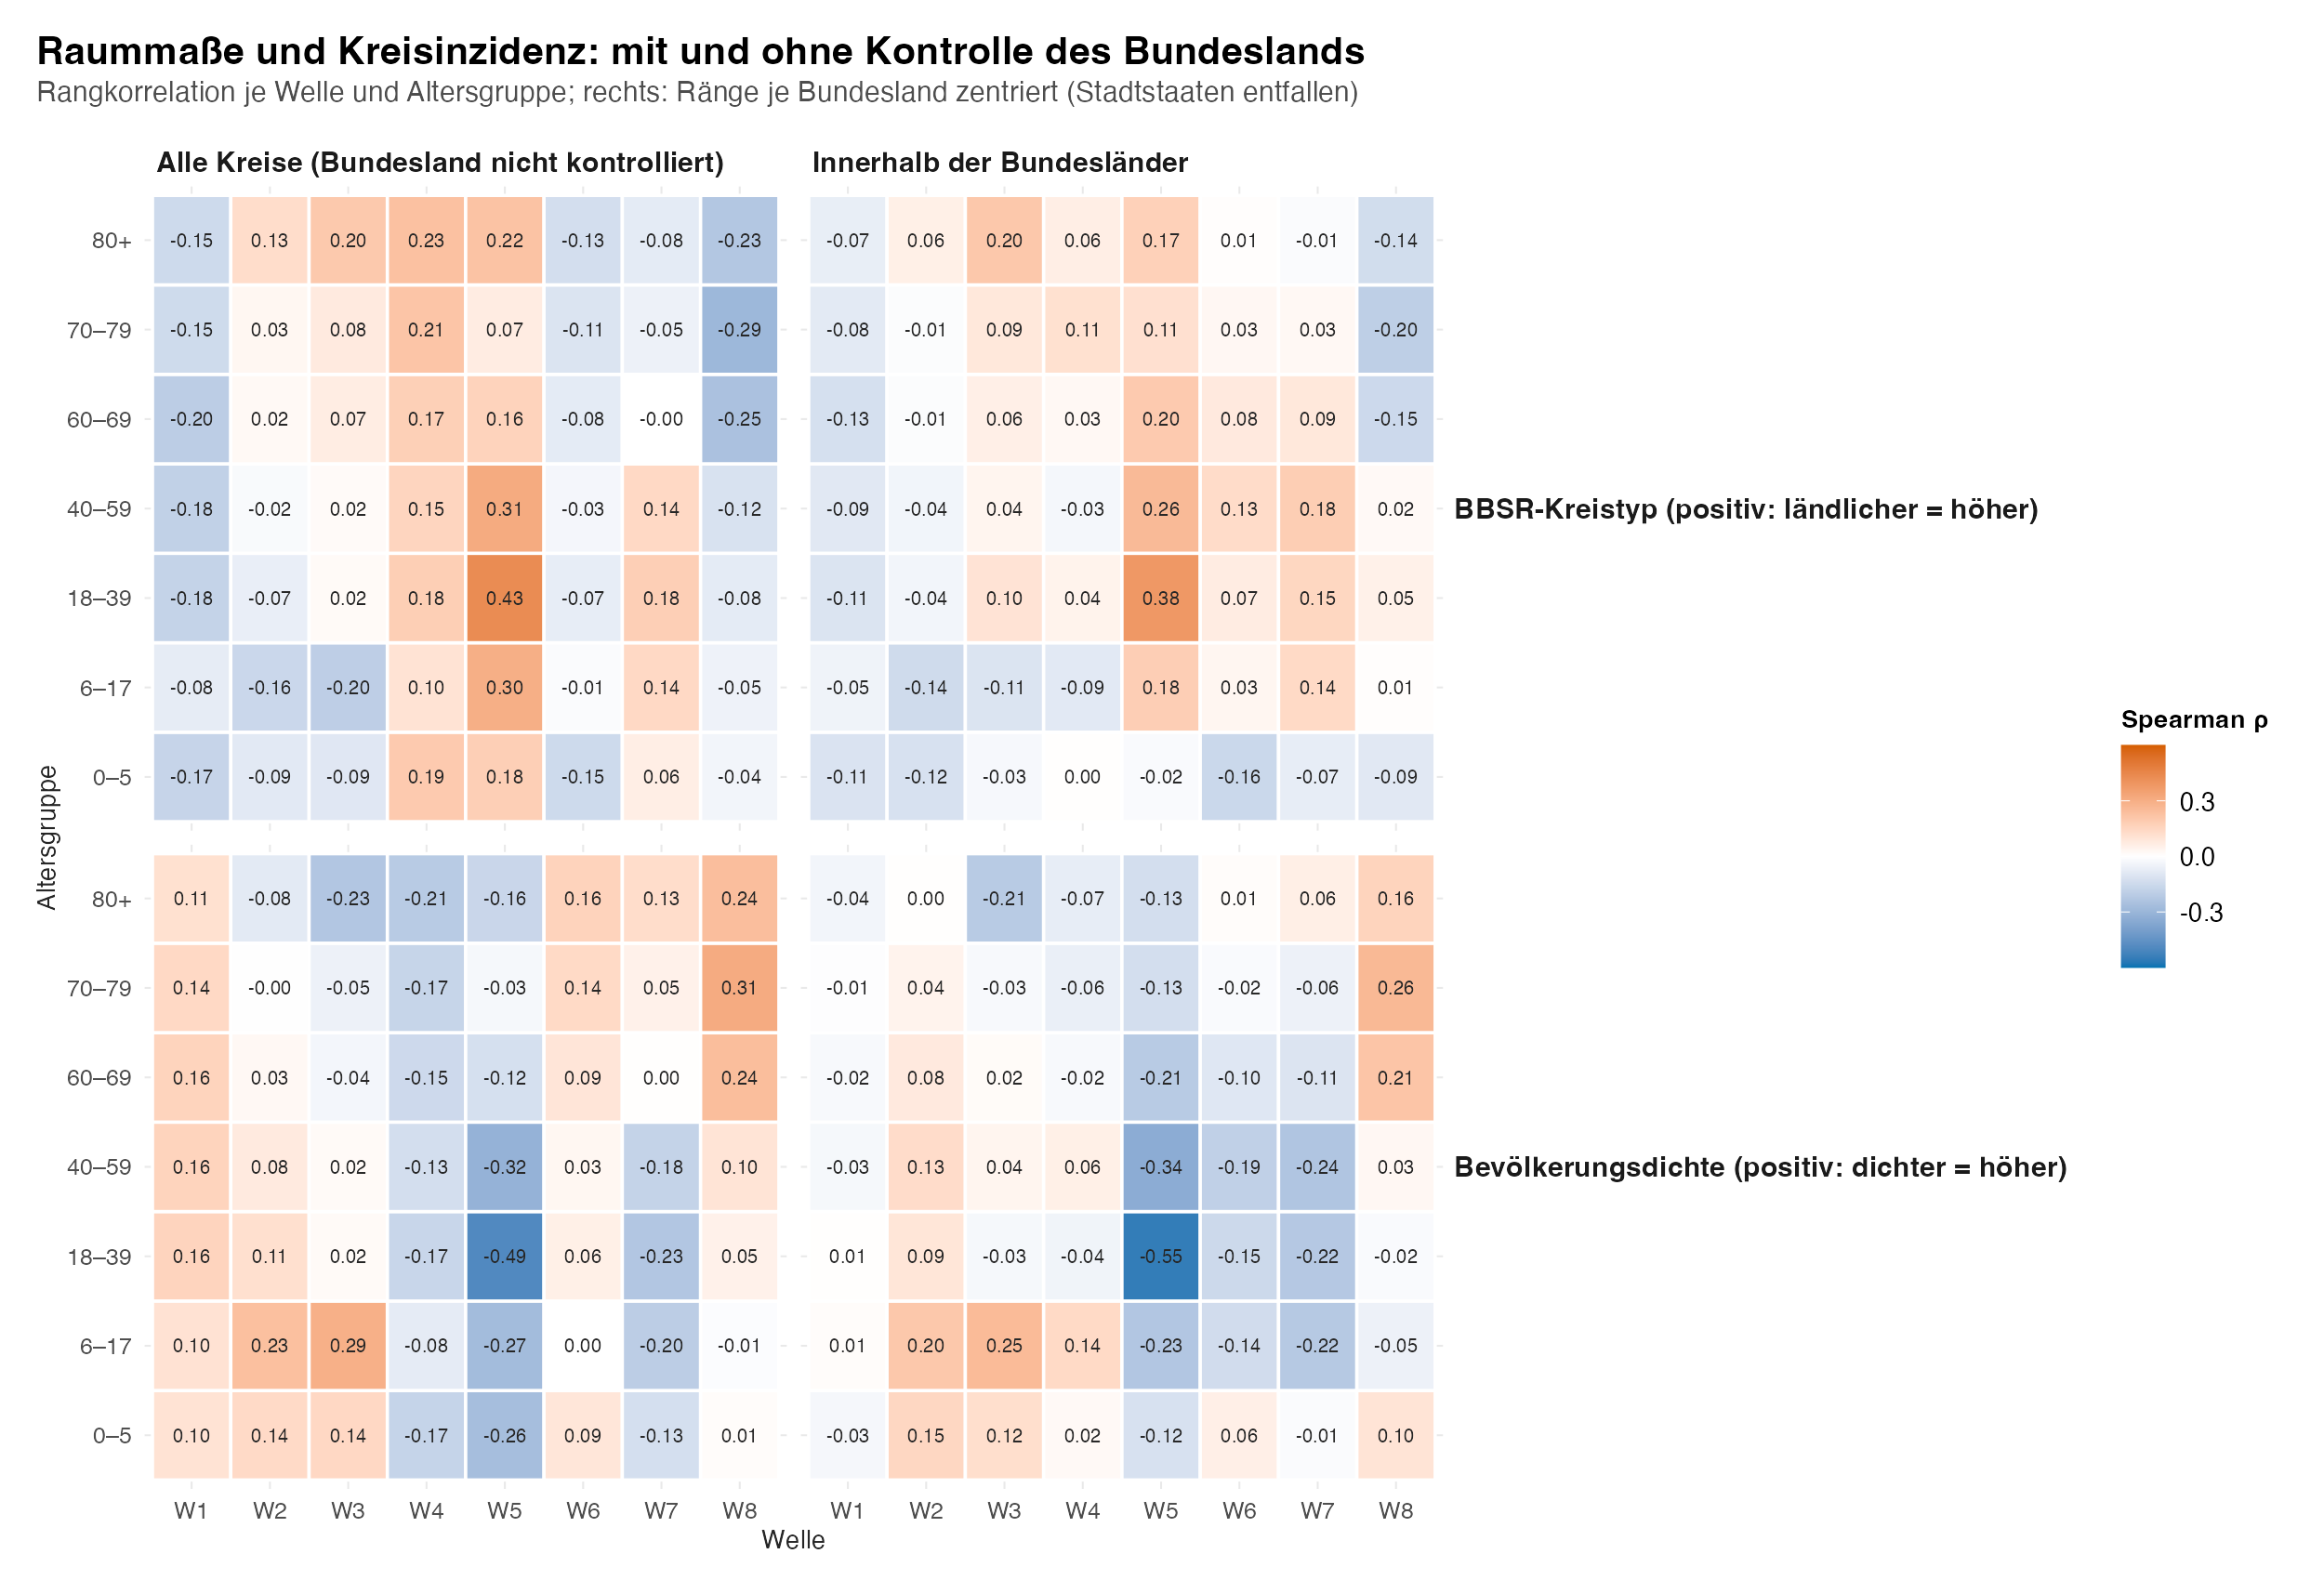 Raummaße und Kreisinzidenz: mit und ohne Kontrolle des Bundeslands
Rangkorrelation je Welle und Altersgruppe; rechts: Ränge je Bundesland zentriert (Stadtstaaten entfallen)
Alle Kreise (Bundesland nicht kontrolliert) Innerhalb der Bundesländer
80+ -0.15 0.13 0.20 0.23 0.22 -0.13 -0.08 -0.23 -0.07 0.06 0.20 0.06 0.17 0.01 -0.01 -0.14
70–79 -0.15 0.03 0.08 0.21 0.07 -0.11 -0.05 -0.29 -0.08 -0.01 0.09 0.11 0.11 0.03 0.03 -0.20
60–69 -0.20 0.02 0.07 0.17 0.16 -0.08 -0.00 -0.25 -0.13 -0.01 0.06 0.03 0.20 0.08 0.09 -0.15
40–59 -0.18 -0.02 0.02 0.15 0.31 -0.03 0.14 -0.12 -0.09 -0.04 0.04 -0.03 0.26 0.13 0.18 0.02 BBSR-Kreistyp (positiv: ländlicher = höher)
18–39 -0.18 -0.07 0.02 0.18 0.43 -0.07 0.18 -0.08 -0.11 -0.04 0.10 0.04 0.38 0.07 0.15 0.05
6–17 -0.08 -0.16 -0.20 0.10 0.30 -0.01 0.14 -0.05 -0.05 -0.14 -0.11 -0.09 0.18 0.03 0.14 0.01
0–5 -0.17 -0.09 -0.09 0.19 0.18 -0.15 0.06 -0.04 -0.11 -0.12 -0.03 0.00 -0.02 -0.16 -0.07 -0.09
Altersgruppe
80+ 0.11 -0.08 -0.23 -0.21 -0.16 0.16 0.13 0.24 -0.04 0.00 -0.21 -0.07 -0.13 0.01 0.06 0.16
70–79 0.14 -0.00 -0.05 -0.17 -0.03 0.14 0.05 0.31 -0.01 0.04 -0.03 -0.06 -0.13 -0.02 -0.06 0.26
60–69 0.16 0.03 -0.04 -0.15 -0.12 0.09 0.00 0.24 -0.02 0.08 0.02 -0.02 -0.21 -0.10 -0.11 0.21
40–59 0.16 0.08 0.02 -0.13 -0.32 0.03 -0.18 0.10 -0.03 0.13 0.04 0.06 -0.34 -0.19 -0.24 0.03 Bevölkerungsdichte (positiv: dichter = höher)
18–39 0.16 0.11 0.02 -0.17 -0.49 0.06 -0.23 0.05 0.01 0.09 -0.03 -0.04 -0.55 -0.15 -0.22 -0.02
6–17 0.10 0.23 0.29 -0.08 -0.27 0.00 -0.20 -0.01 0.01 0.20 0.25 0.14 -0.23 -0.14 -0.22 -0.05
0–5 0.10 0.14 0.14 -0.17 -0.26 0.09 -0.13 0.01 -0.03 0.15 0.12 0.02 -0.12 0.06 -0.01 0.10
W1 W2 W3 W4 W5 W6 W7 W8 W1 W2 W3 W4 W5 W6 W7 W8
Welle
Spearman ρ
0.3
0.0
-0.3